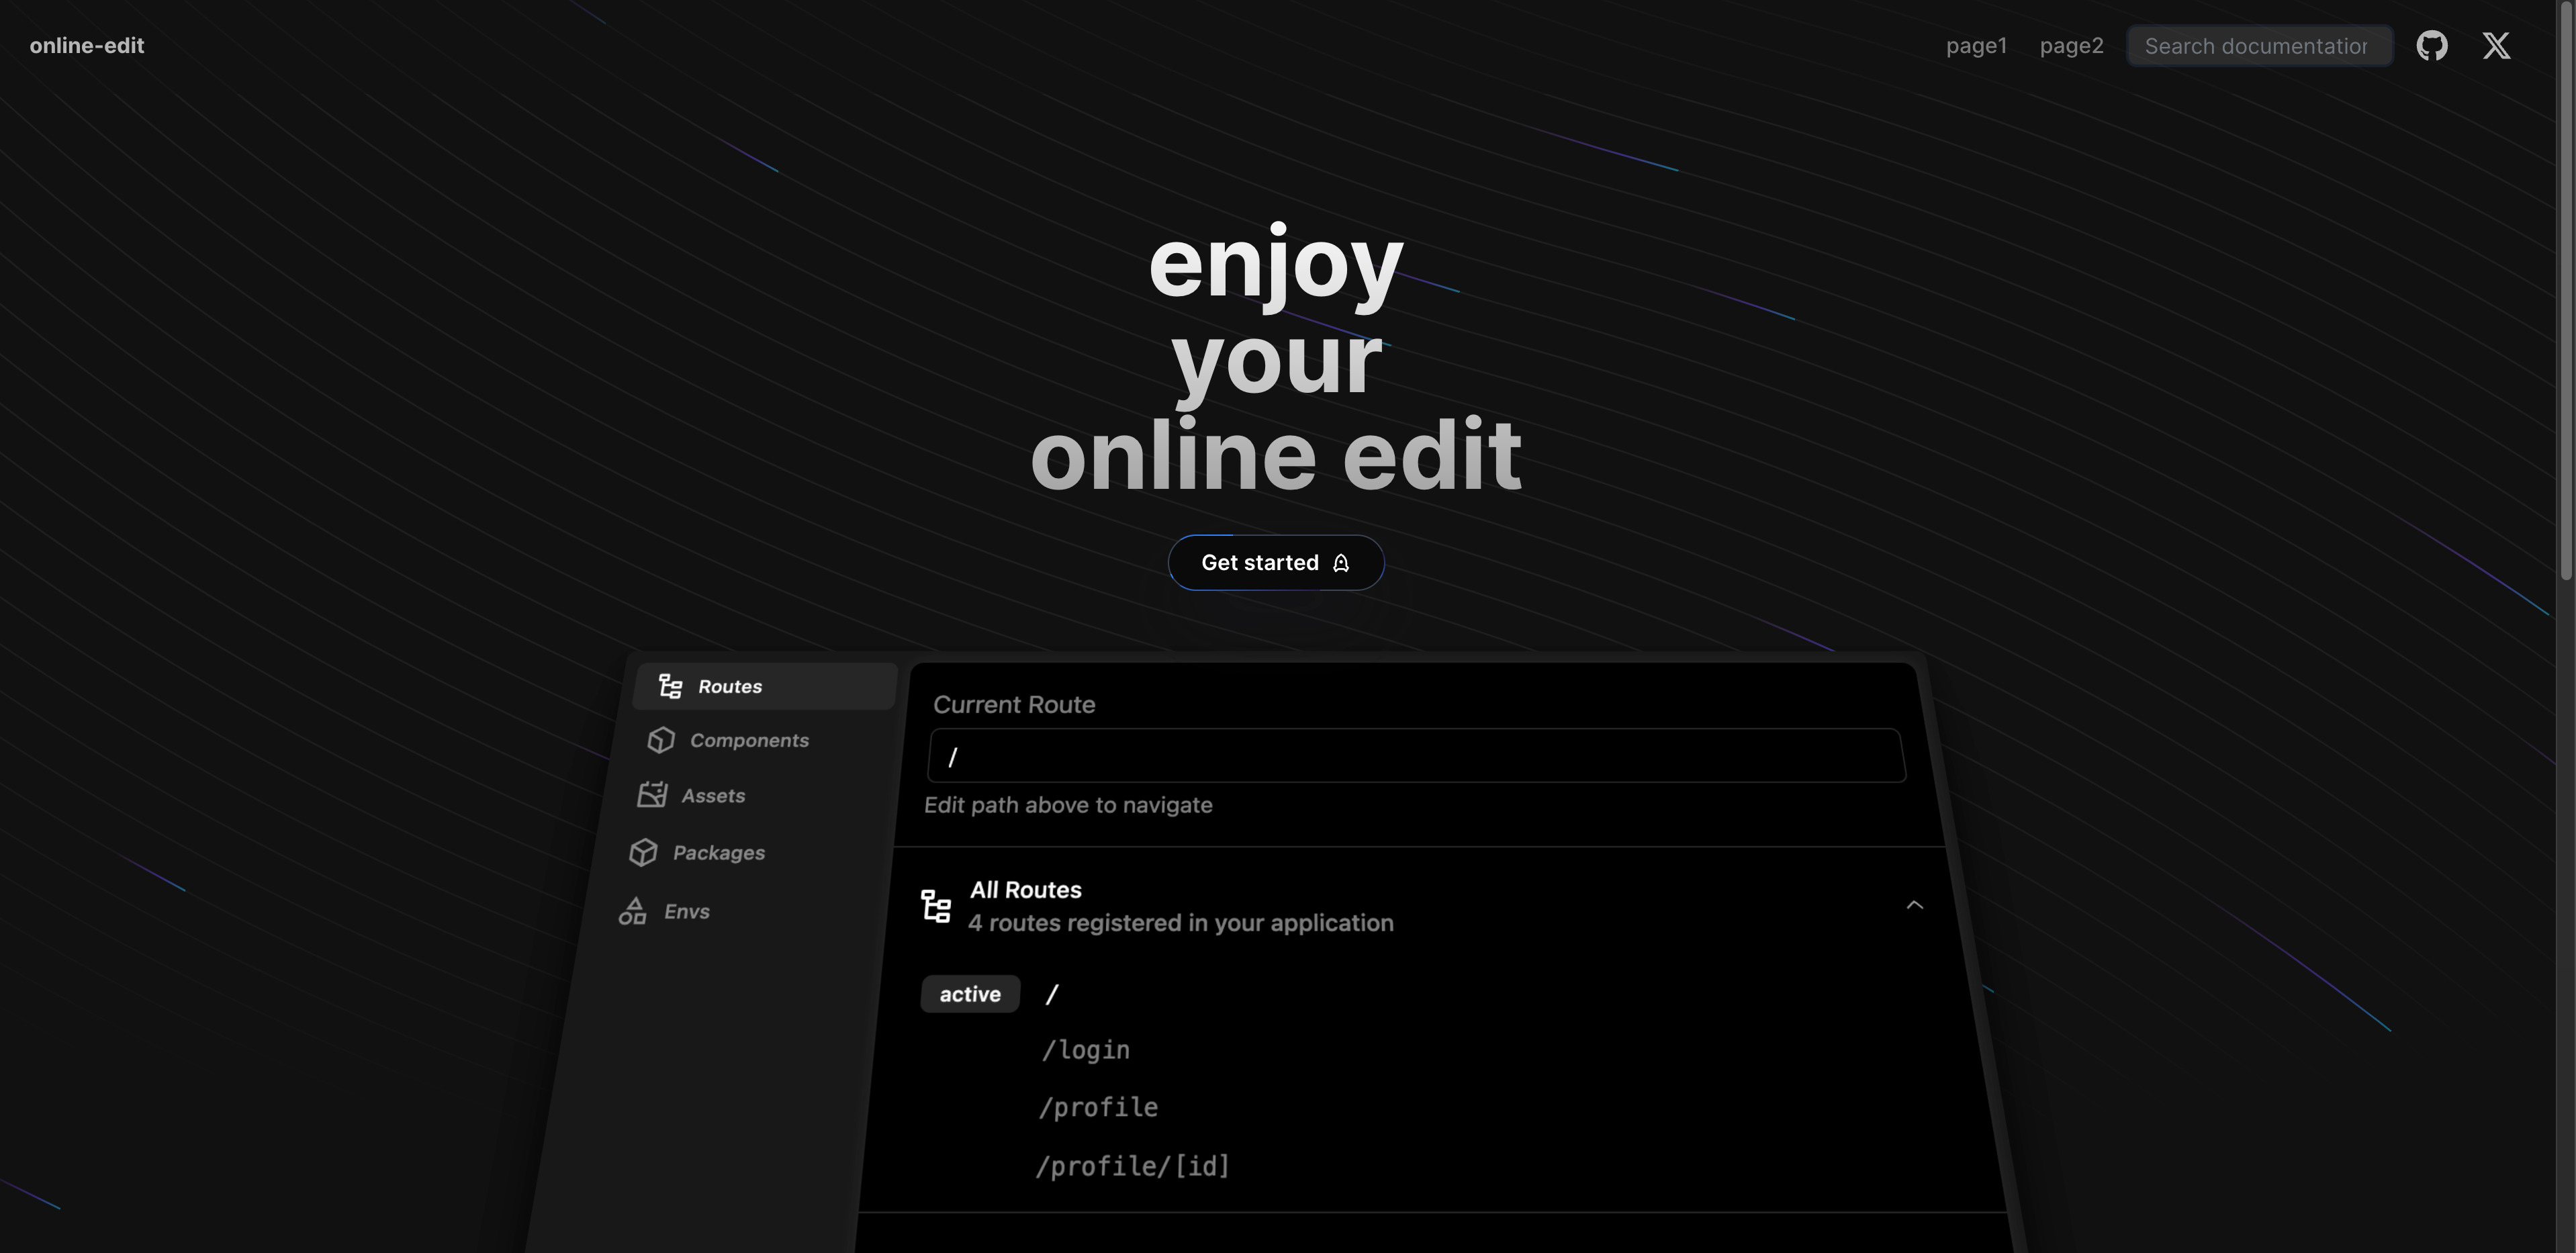 online-edit
page1 page2 Search documentation
enjoy
your
online edit
Get started
Routes
Components
Assets
Packages
Envs
Current Route
/
Edit path above to navigate
All Routes
4 routes registered in your application
active /
/login
/profile
/profile/[id]